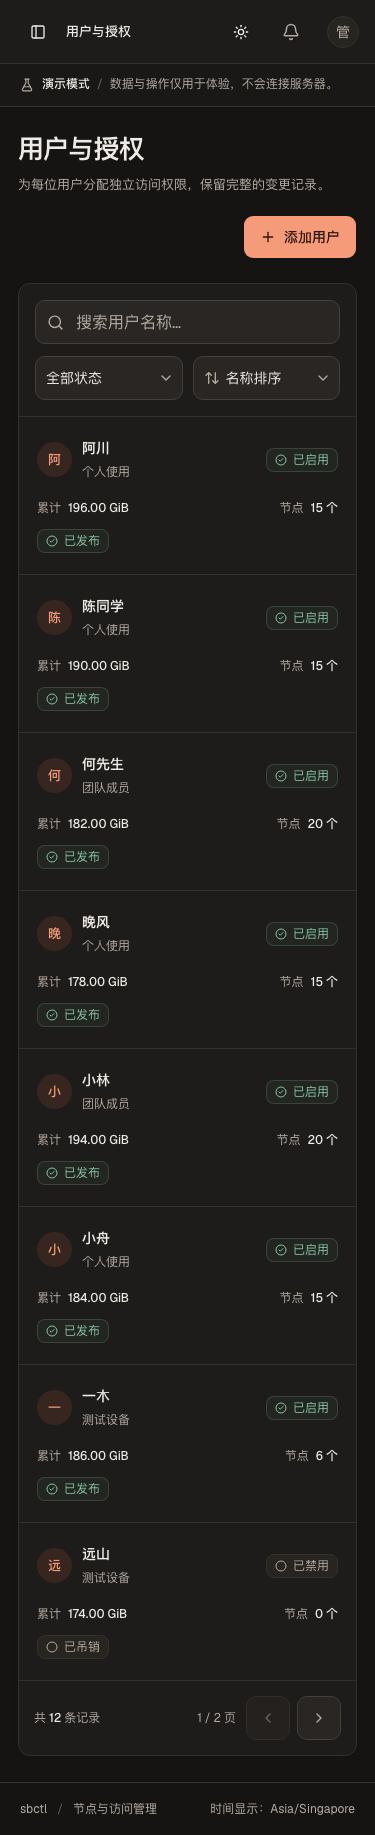 用户与授权
管
演示模式 / 数据与操作仅用于体验，不会连接服务器。
用户与授权
为每位用户分配独立访问权限，保留完整的变更记录。
添加用户
搜索用户名称...
全部状态 名称排序
阿 阿川 已启用
个人使用
累计 196.00 GiB 节点 15 个
已发布
陈 陈同学 已启用
个人使用
累计 190.00 GiB 节点 15 个
已发布
何 何先生 已启用
团队成员
累计 182.00 GiB 节点 20 个
已发布
晚 晚风 已启用
个人使用
累计 178.00 GiB 节点 15 个
已发布
小 小林 已启用
团队成员
累计 194.00 GiB 节点 20 个
已发布
小 小舟 已启用
个人使用
累计 184.00 GiB 节点 15 个
已发布
一 一木 已启用
测试设备
累计 186.00 GiB 节点 6 个
已发布
远 远山 已禁用
测试设备
累计 174.00 GiB 节点 0 个
已吊销
共 12 条记录 1 / 2 页
sbctl / 节点与访问管理 时间显示：Asia/Singapore